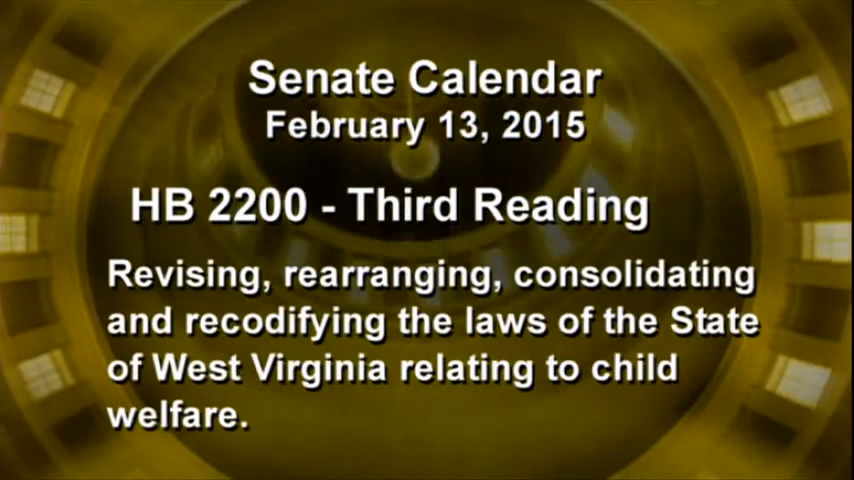 Senate Calendar
February 13, 2015
HB 2200 - Third Reading
Revising, rearranging, consolidating
and recodifying the laws of the State
of West Virginia relating to child
welfare.